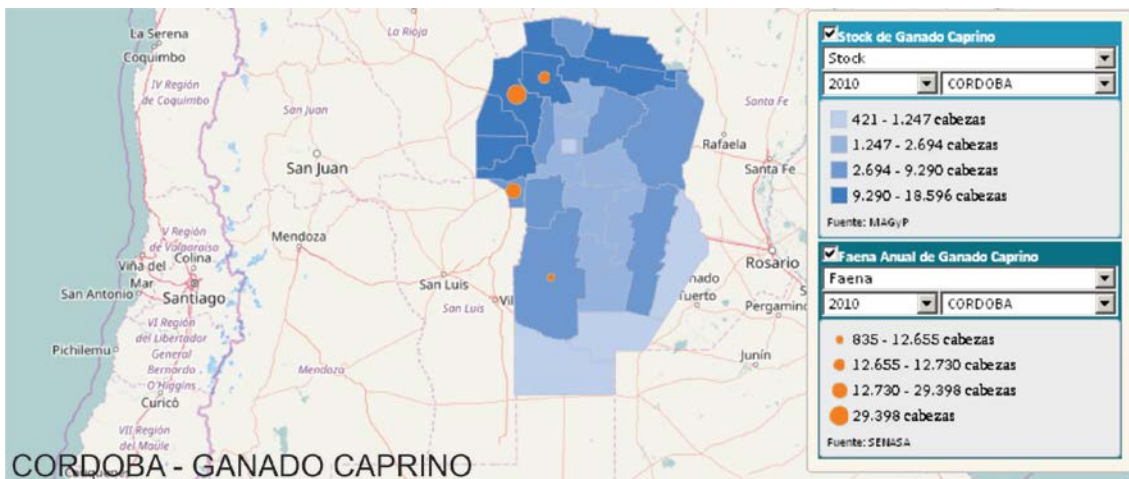 La Serena
Coquimbo
IV Región
de Coquimbo
La Rioja
San Juan
San Juan
Santa Fe
Rafaela
Santa Fe
Mendoza
V Región
de Valparaíso
Viña del
Mar
Colina
San Antonio
Santiago
San Luis
San Luis
Rosario
nado
Tuerto
Pergamino
VI Región
del Libertador
General
Bernardo
O'Higgins
Pichilemu
Curicó
Mendoza
Junín
VII Región
del Maule
CORDOBA - GANADO CAPRINO
Stock de Ganado Caprino
Stock
2010 CORDOBA
421 - 1.247 cabezas
1.247 - 2.694 cabezas
2.694 - 9.290 cabezas
9.290 - 18.596 cabezas
Fuente: MAGyP
Faena Anual de Ganado Caprino
Faena
2010 CORDOBA
835 - 12.655 cabezas
12.655 - 12.730 cabezas
12.730 - 29.398 cabezas
29.398 cabezas
Fuente: SENASA